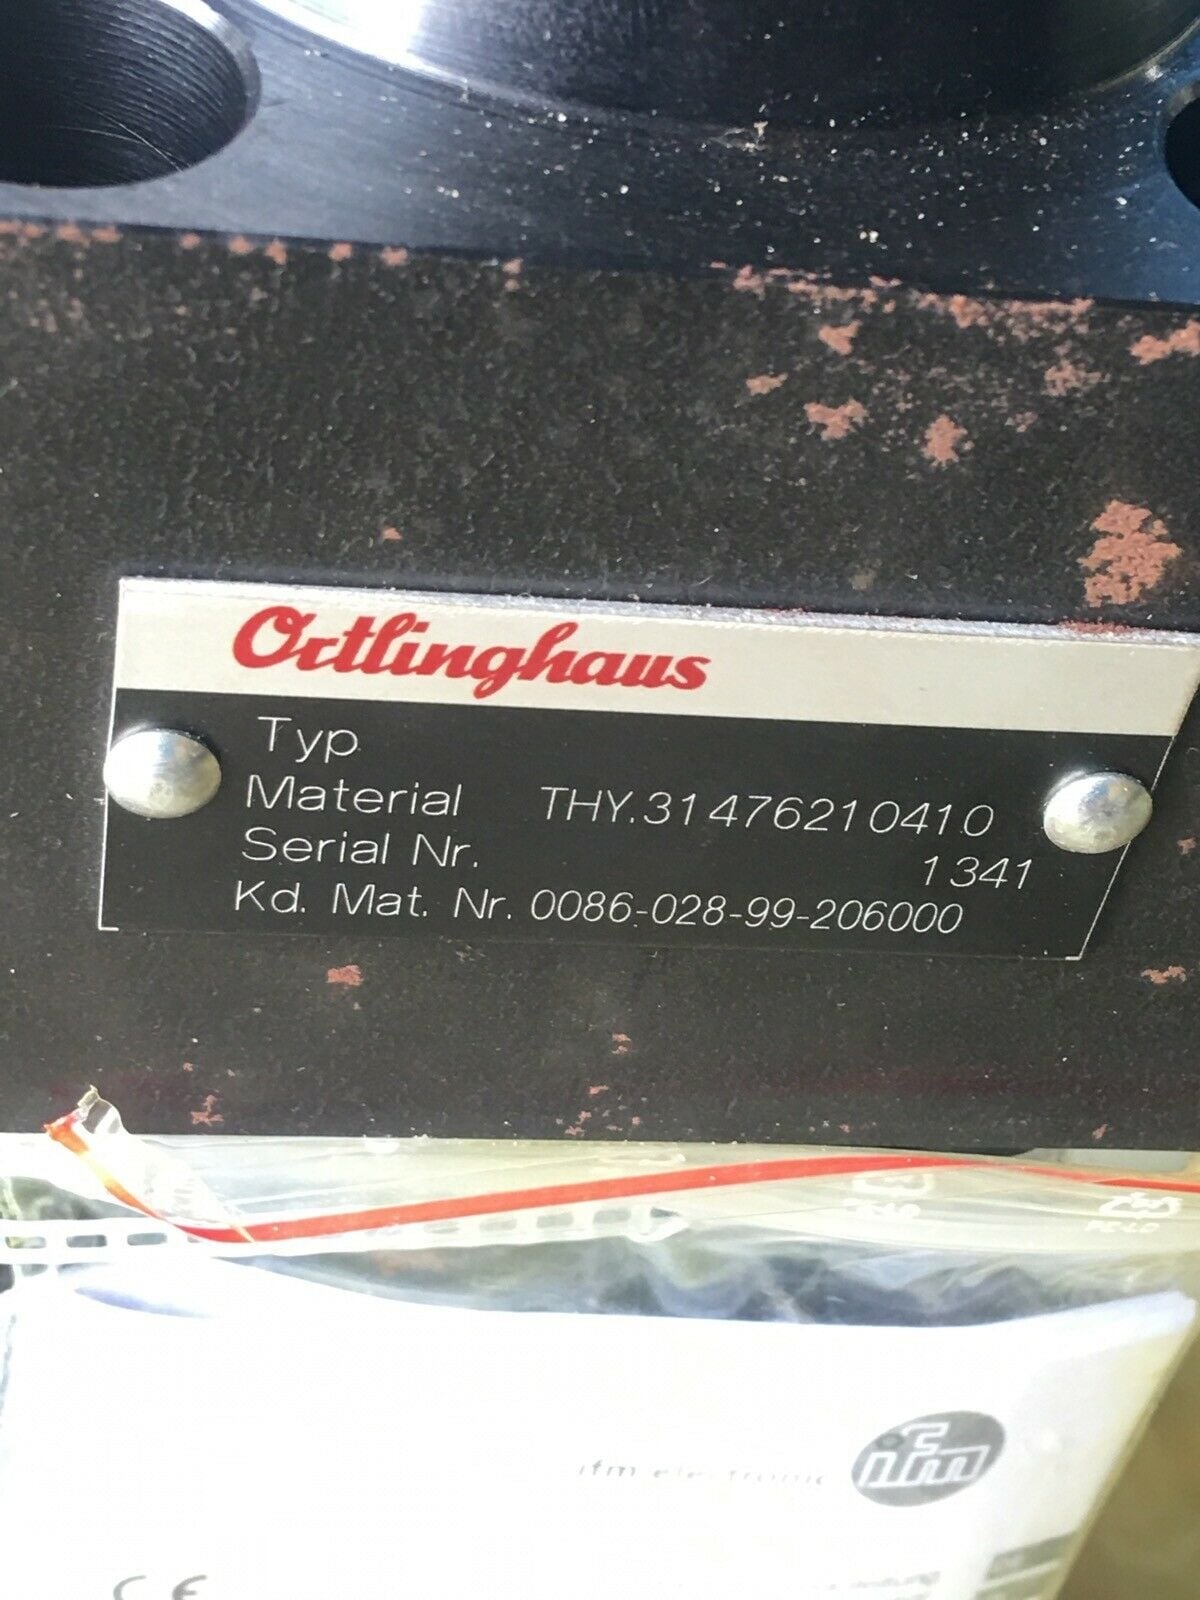 Ortlinghaus
Typ
Material THY.31476210410
Serial Nr. 1341
Kd. Mat. Nr. 0086-028-99-206000
ifm electronic
ifm
CE